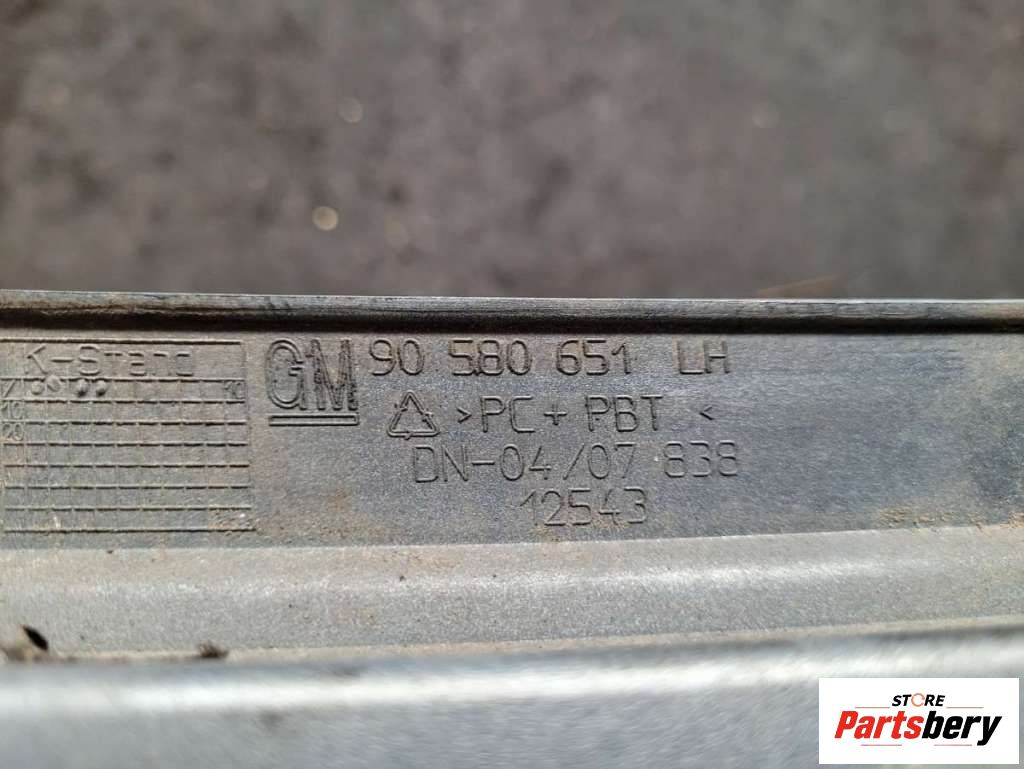 K-Stand
GM 90 580 651 LH
>PC+PBT<
DN-04/07 838
12543
STORE
Partsbery